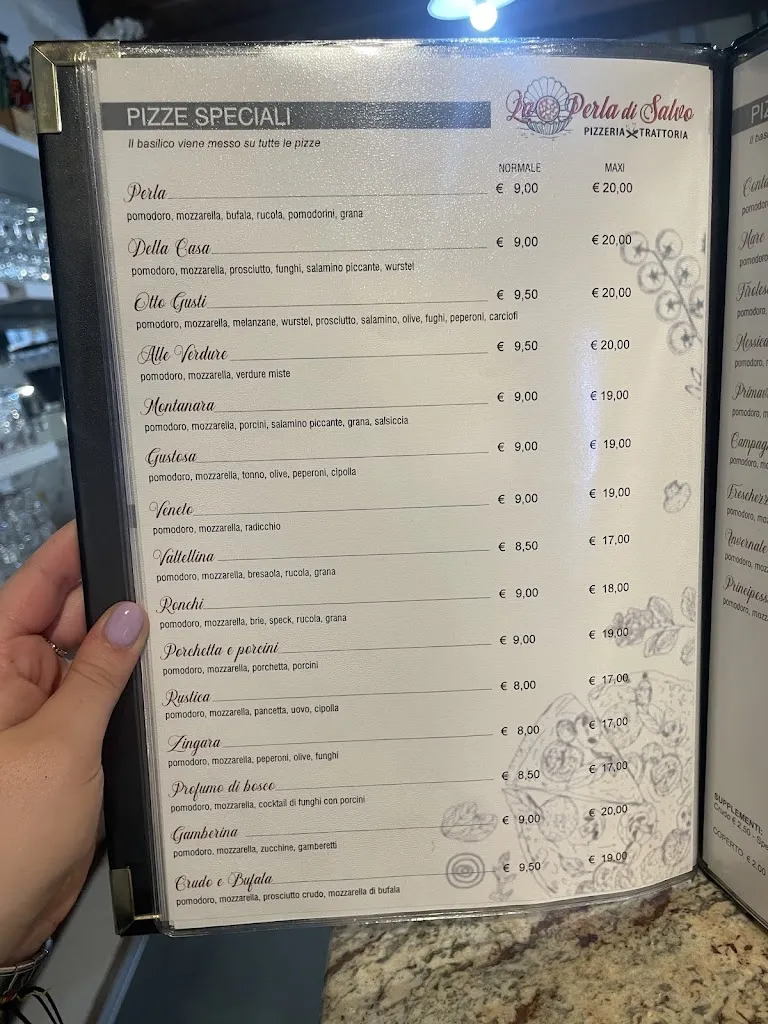 PIZZE SPECIALI
Il basilico viene messo su tutte le pizze
La Perla di Salvo
PIZZERIA TRATTORIA
NORMALE MAXI
Perla € 9,00 € 20,00
pomodoro, mozzarella, bufala, rucola, pomodorini, grana
Della Casa € 9,00 € 20,00
pomodoro, mozzarella, prosciutto, funghi, salamino piccante, wurstel
Otto Gusti € 9,50 € 20,00
pomodoro, mozzarella, melanzane, wurstel, prosciutto, salamino, olive, fughi, peperoni, carciofi
Alle Verdure € 9,50 € 20,00
pomodoro, mozzarella, verdure miste
Montanara € 9,00 € 19,00
pomodoro, mozzarella, porcini, salamino piccante, grana, salsiccia
Gustosa € 9,00 € 19,00
pomodoro, mozzarella, tonno, olive, peperoni, cipolla
Veneto € 9,00 € 19,00
pomodoro, mozzarella, radicchio
Valtellina € 8,50 € 17,00
pomodoro, mozzarella, bresaola, rucola, grana
Ronchi € 9,00 € 18,00
pomodoro, mozzarella, brie, speck, rucola, grana
Porchetta e porcini € 9,00 € 19,00
pomodoro, mozzarella, porchetta, porcini
Rustica € 8,00 € 17,00
pomodoro, mozzarella, pancetta, uovo, cipolla
Zingara € 8,00 € 17,00
pomodoro, mozzarella, peperoni, olive, funghi
Profumo di bosco € 8,50 € 17,00
pomodoro, mozzarella, cocktail di funghi con porcini
Gamberina € 9,00 € 20,00
pomodoro, mozzarella, zucchine, gamberetti
Crudo e Bufala € 9,50 € 19,00
pomodoro, mozzarella, prosciutto crudo, mozzarella di bufala
Mare
Invernale
SUPPLEMENTI:
Crudo € 2,50 - Spe
COPERTO € 2,00